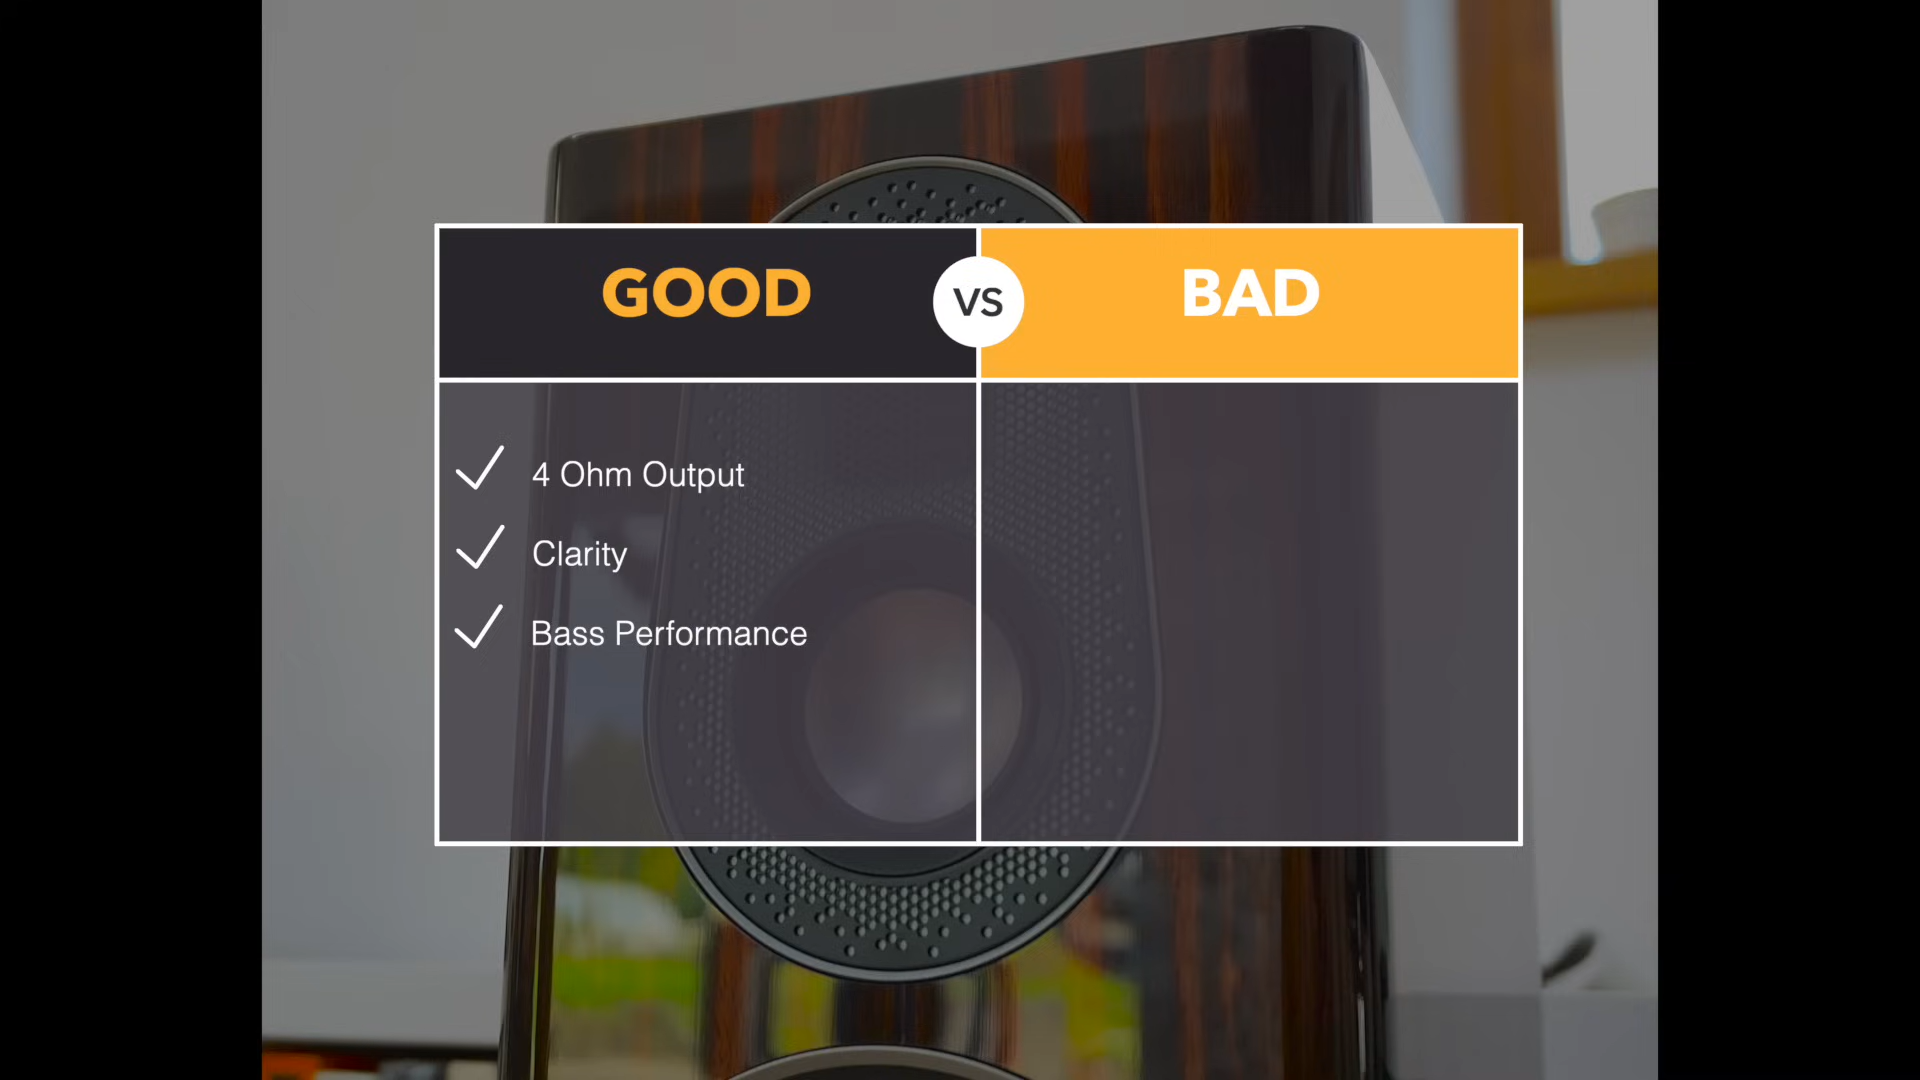 GOOD
VS
BAD
4 Ohm Output
Clarity
Bass Performance